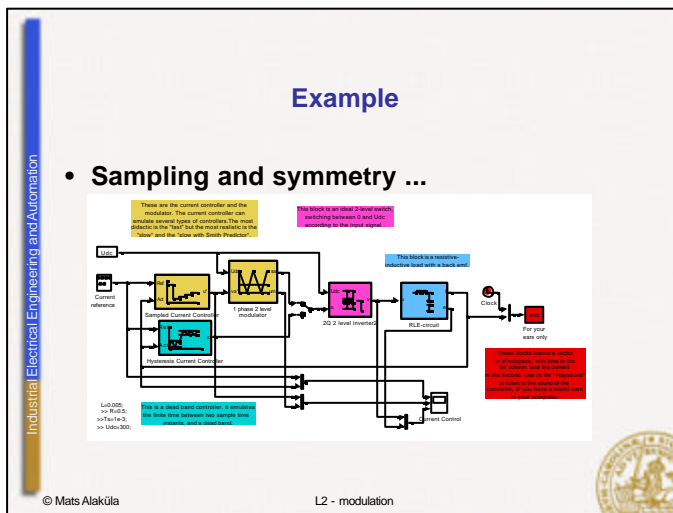 Example
Industrial Electrical Engineering and Automation
• Sampling and symmetry ...
These are the current controller and the
modulator. The current controller can
emulate several types of controllers.The most
didactic is the "fast" but the most realistic is the
"slow" and the "slow with Smith Predictor".
This block is an ideal 2-level switch,
switching between 0 and Udc
according to the input signal.
This block is a resistive-
inductive load with a back emf.
Udc
Current
reference
Ref
Act
u*
Sampled Current Controller
1 phase 2 level
modulator
Hysteresis Current Controller
Udc
2Q 2 level inverter2
RLE-circuit
Clock
For your
ears only
These blocks leaves a vector
in Workspace, with time in the
1st column, and the current
in the second. Use m-file "Playsound"
to listen to the sound of the
converter, IF you have a sound card
in your computer.
Current Control
This is a dead band controller. It emulates
the finite time between two sample time
instants, and a dead band.
L=0.005;
>> R=0.5;
>>Ts=1e-3;
>> Udc=300;
© Mats Alaküla
L2 - modulation